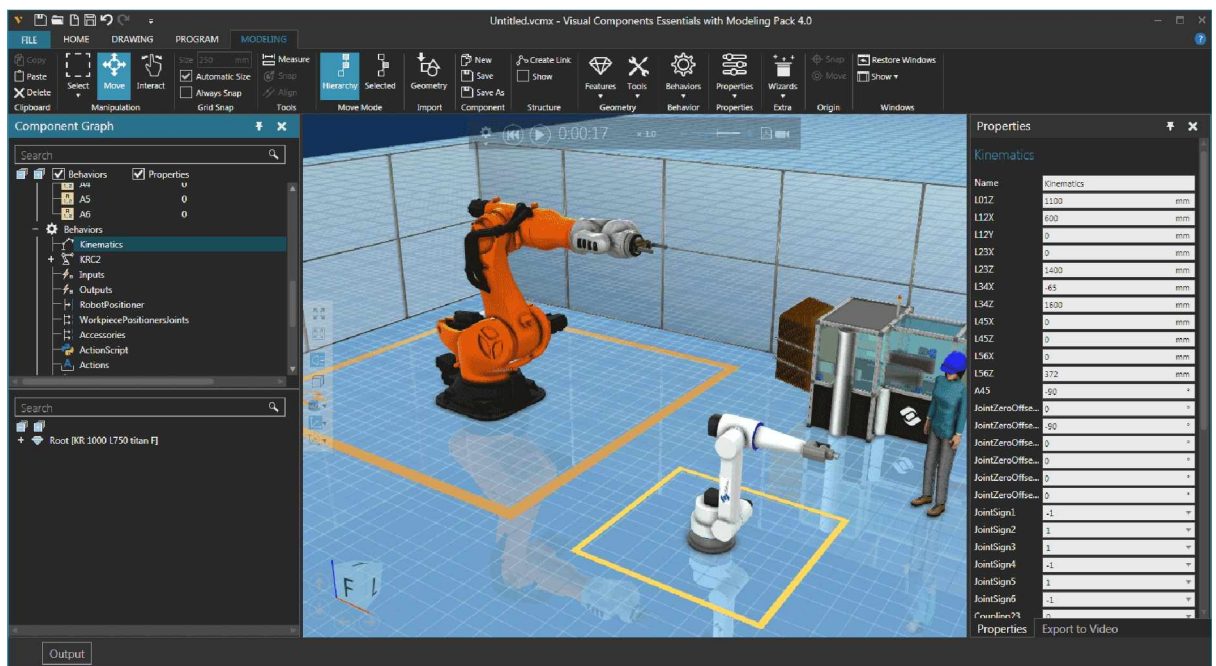 Untitled.vcmx - Visual Components Essentials with Modeling Pack 4.0
FILE HOME DRAWING PROGRAM MODELING
Copy
Paste
Delete
Clipboard
Select Move Interact
Manipulation
Size 250 mm
Automatic Size
Always Snap
Grid Snap
Measure
Snap
Align
Tools
Hierarchy Selected
Move Mode
Geometry
Import
New
Save
Save As
Component
Create Link
Show
Structure
Features Tools
Geometry
Behaviors
Behavior
Properties
Properties
Wizards
Extra
Snap
Move
Origin
Restore Windows
Show
Windows
Component Graph
Search
Behaviors Properties
A4 0
A5 0
A6 0
Behaviors
Kinematics
KRC2
Inputs
Outputs
RobotPositioner
WorkpiecePositionersJoints
Accessories
ActionScript
Actions
Search
Root [KR 1000 L750 titan F]
0:00:17 x 1.0
F L
Properties
Kinematics
Name Kinematics
L01Z 1100 mm
L12X 600 mm
L12Y 0 mm
L23X 0 mm
L23Z 1400 mm
L34X -65 mm
L34Z 1600 mm
L45X 0 mm
L45Z 0 mm
L56X 0 mm
L56Z 372 mm
A45 -90 °
JointZeroOffse... 0 °
JointZeroOffse... -90 °
JointZeroOffse... 0 °
JointZeroOffse... 0 °
JointZeroOffse... 0 °
JointZeroOffse... 0 °
JointSign1 -1
JointSign2 1
JointSign3 1
JointSign4 -1
JointSign5 1
JointSign6 -1
Coupling23 0
Properties Export to Video
Output